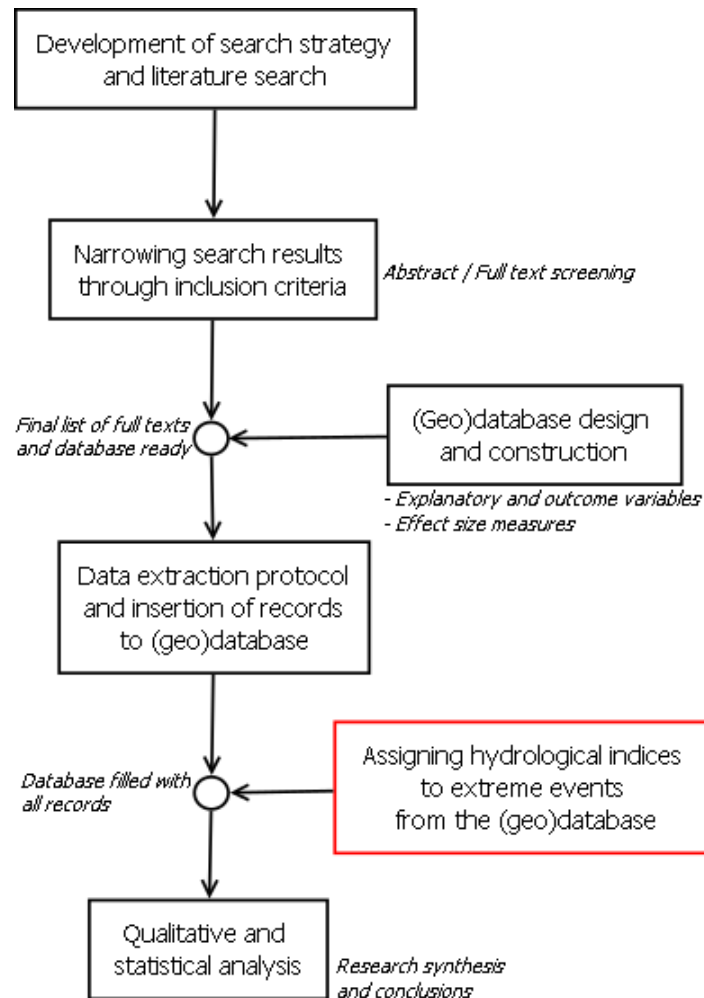 Development of search strategy
and literature search
Narrowing search results
through inclusion criteria
Abstract / Full text screening
Final list of full texts
and database ready
(Geo)database design
and construction
- Explanatory and outcome variables
- Effect size measures
Data extraction protocol
and insertion of records
to (geo)database
Assigning hydrological indices
to extreme events
from the (geo)database
Database filled with
all records
Qualitative and
statistical analysis
Research synthesis
and conclusions